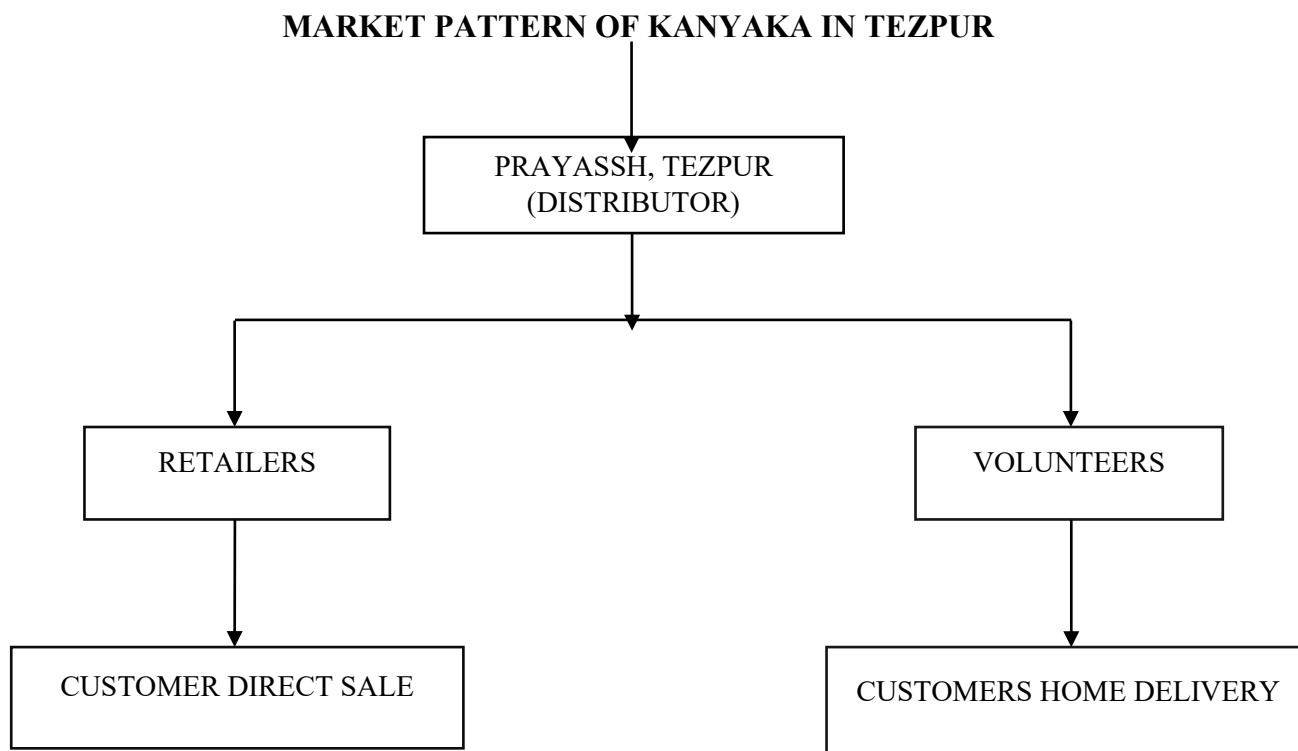 MARKET PATTERN OF KANYAKA IN TEZPUR
PRAYASSH, TEZPUR
(DISTRIBUTOR)
RETAILERS
VOLUNTEERS
CUSTOMER DIRECT SALE
CUSTOMERS HOME DELIVERY